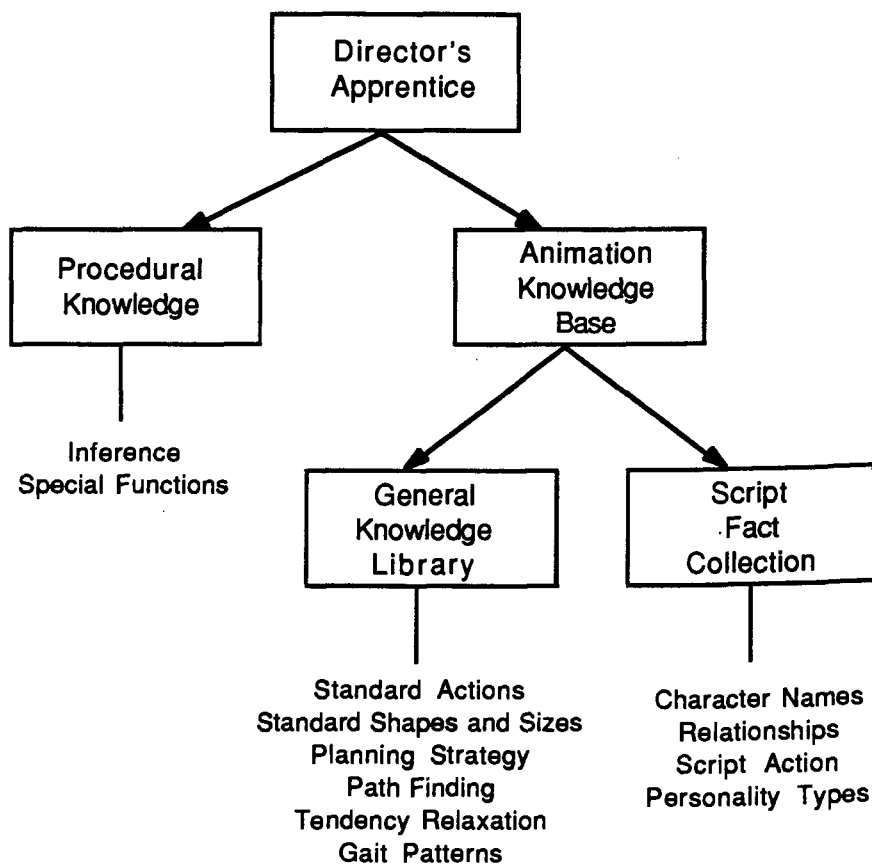 Director's
Apprentice
Procedural
Knowledge
Animation
Knowledge
Base
Inference
Special Functions
General
Knowledge
Library
Script
Fact
Collection
Standard Actions
Standard Shapes and Sizes
Planning Strategy
Path Finding
Tendency Relaxation
Gait Patterns
Character Names
Relationships
Script Action
Personality Types